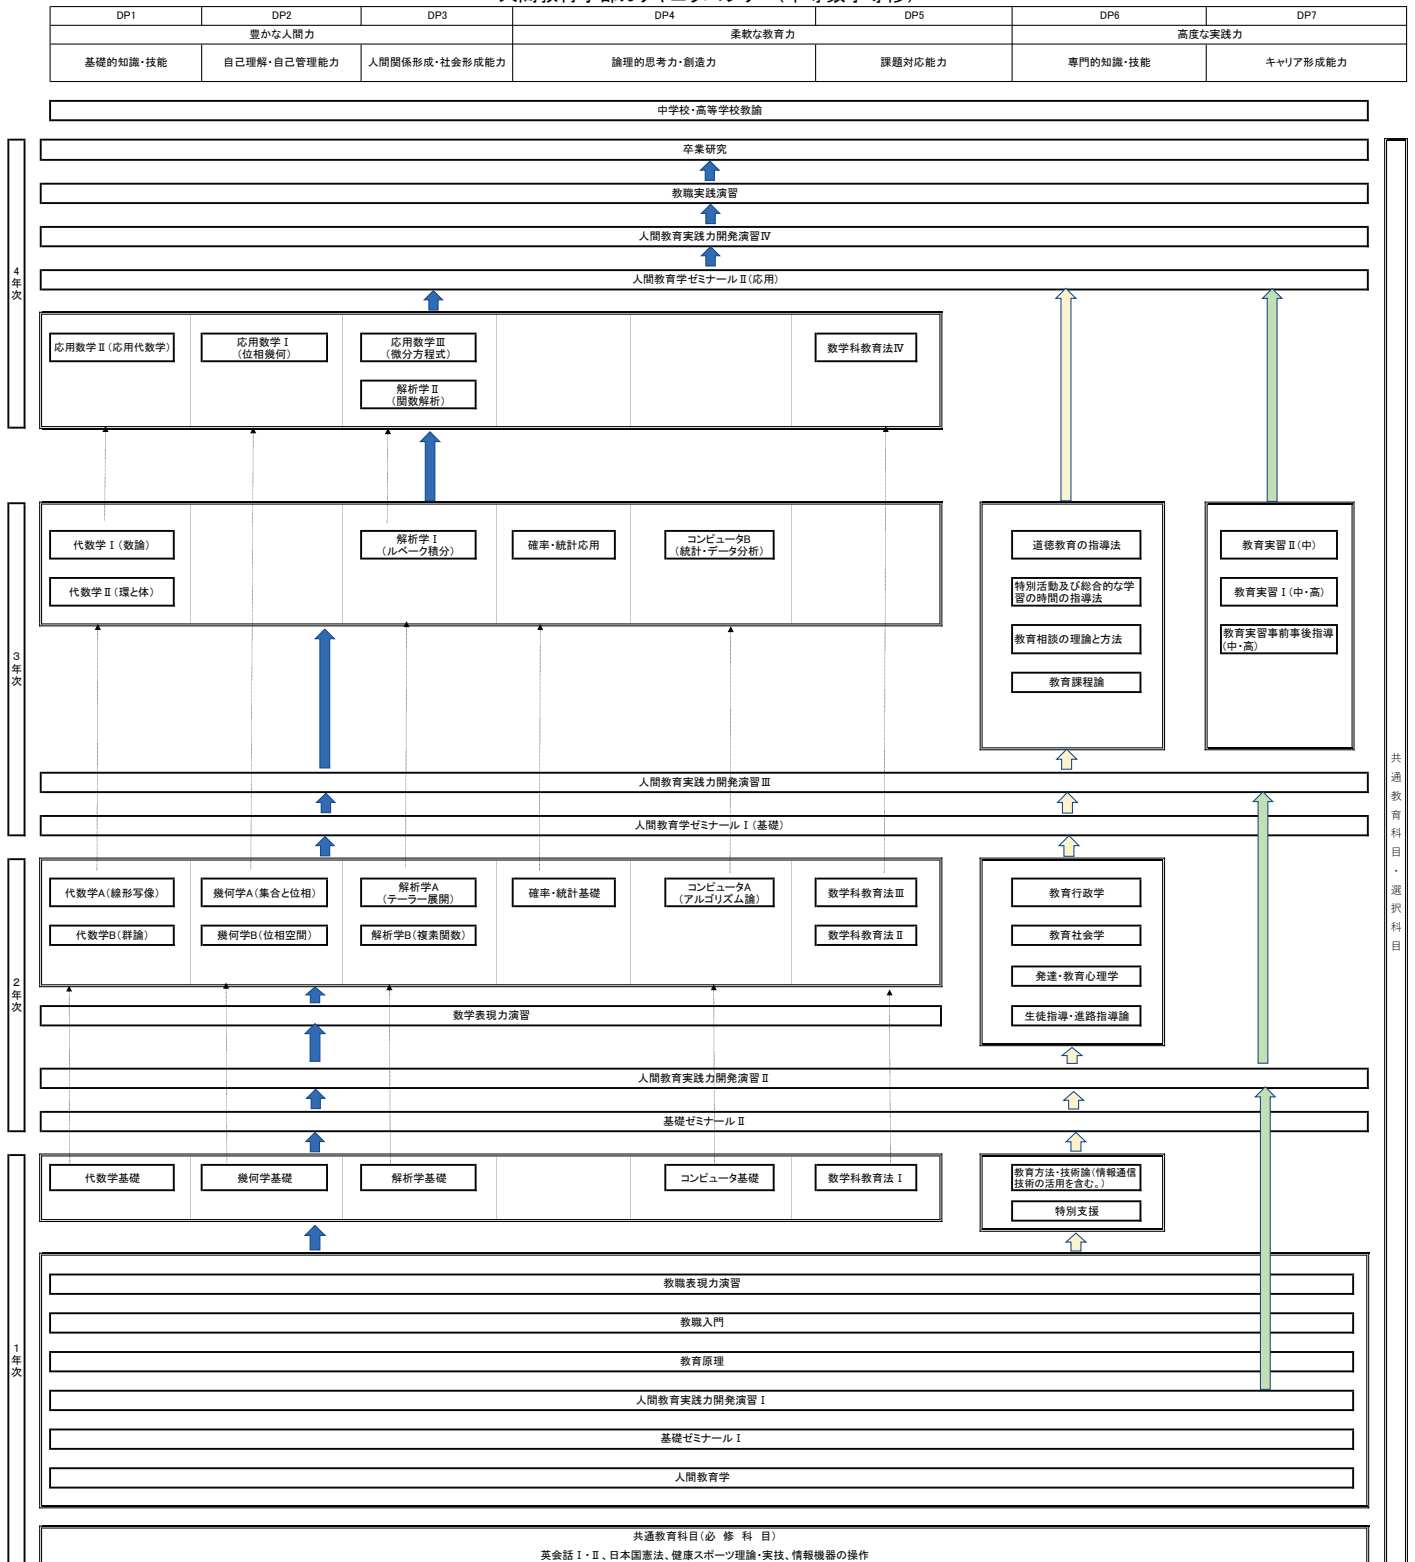 DP1 DP2 DP3 DP4 DP5 DP6 DP7
豊かな人間力 柔軟な教育力 高度な実践力
基礎的知識・技能 自己理解・自己管理能力 人間関係形成・社会形成能力 論理的思考力・創造力 課題対応能力 専門的知識・技能 キャリア形成能力
中学校・高等学校教諭
卒業研究
教職実践演習
人間教育実践力開発演習Ⅳ
人間教育学ゼミナールⅡ(応用)
4年次
応用数学Ⅱ(応用代数学)
応用数学Ⅰ
(位相幾何)
応用数学Ⅲ
(微分方程式)
数学科教育法Ⅳ
解析学Ⅱ
(関数解析)
代数学Ⅰ(数論)
解析学Ⅰ
(ルベーク積分)
確率・統計応用
コンピュータB
(統計・データ分析)
道徳教育の指導法
教育実習Ⅱ(中)
代数学Ⅱ(環と体)
特別活動及び総合的な学
習の時間の指導法
教育実習Ⅰ(中・高)
教育相談の理論と方法
教育実習事前事後指導
(中・高)
3年次
教育課程論
人間教育実践力開発演習Ⅲ
人間教育学ゼミナールⅠ(基礎)
共通教育科目・選択科目
代数学A(線形写像)
幾何学A(集合と位相)
解析学A
(テーラー展開)
確率・統計基礎
コンピュータA
(アルゴリズム論)
数学科教育法Ⅲ
教育行政学
代数学B(群論)
幾何学B(位相空間)
解析学B(複素関数)
数学科教育法Ⅱ
教育社会学
発達・教育心理学
2年次
数学表現力演習
生徒指導・進路指導論
人間教育実践力開発演習Ⅱ
基礎ゼミナールⅡ
代数学基礎
幾何学基礎
解析学基礎
コンピュータ基礎
数学科教育法Ⅰ
教育方法・技術論(情報通信
技術の活用を含む。)
特別支援
教職表現力演習
教職入門
1年次
教育原理
人間教育実践力開発演習Ⅰ
基礎ゼミナールⅠ
人間教育学
共通教育科目(必 修 科 目)
英会話Ⅰ・Ⅱ、日本国憲法、健康スポーツ理論・実技、情報機器の操作